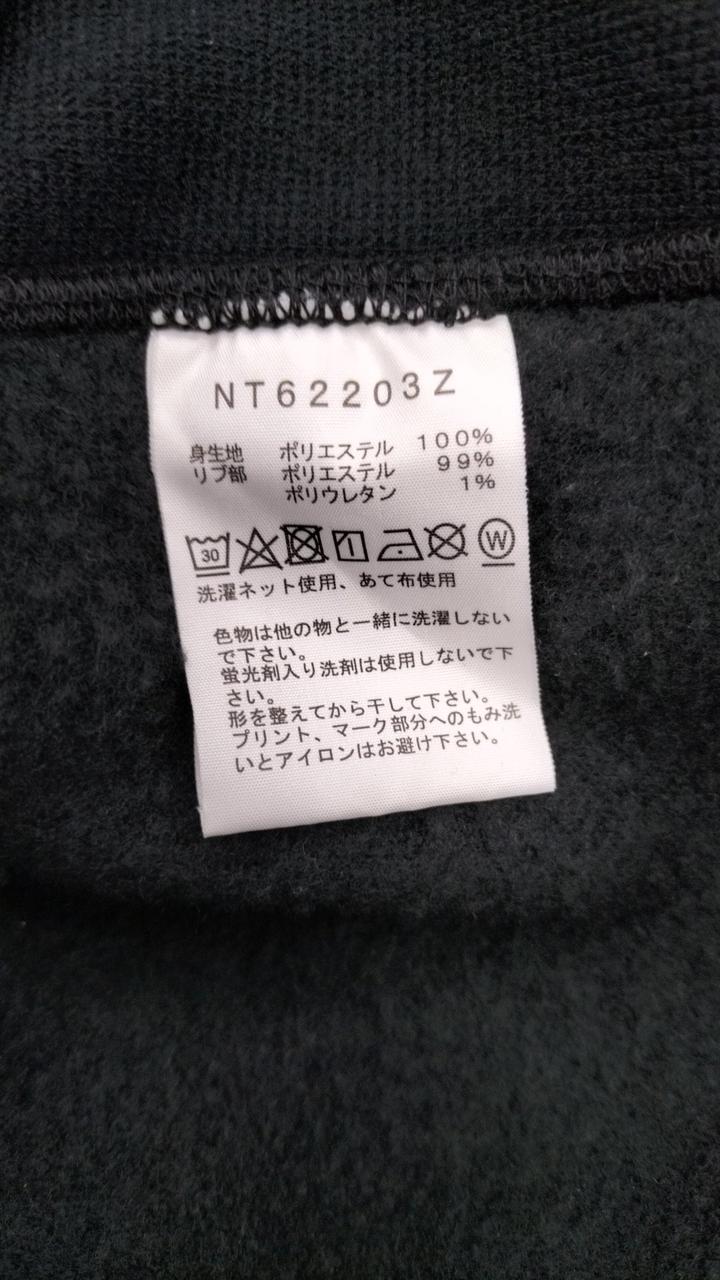 NT62203Z
身生地 ポリエステル 100%
リブ部 ポリエステル 99%
ポリウレタン 1%
30 W
洗濯ネット使用、あて布使用
色物は他の物と一緒に洗濯しない
で下さい。
蛍光剤入り洗剤は使用しないで下
さい。
形を整えてから干して下さい。
プリント、マーク部分へのもみ洗
いとアイロンはお避け下さい。